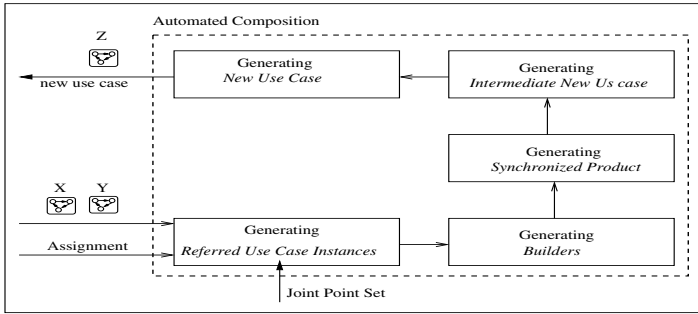 Automated Composition
Z
new use case
Generating
New Use Case
Generating
Intermediate New Us case
Generating
Synchronized Product
X Y
Assignment
Generating
Referred Use Case Instances
Generating
Builders
Joint Point Set